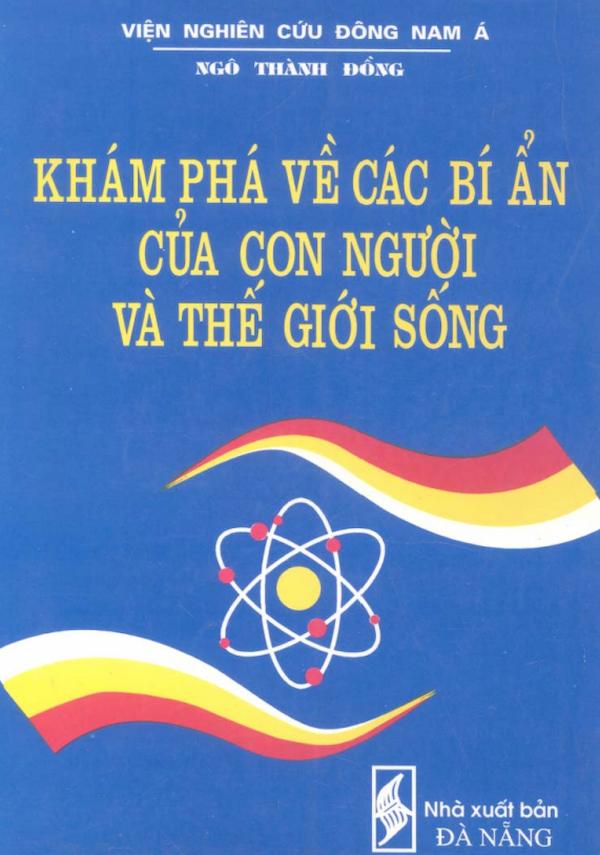 VIỆN NGHIÊN CỨU ĐÔNG NAM Á
NGÔ THÀNH ĐỒNG
KHÁM PHÁ VỀ CÁC BÍ ẨN
CỦA CON NGƯỜI
VÀ THẾ GIỚI SỐNG
Nhà xuất bản
ĐÀ NẴNG